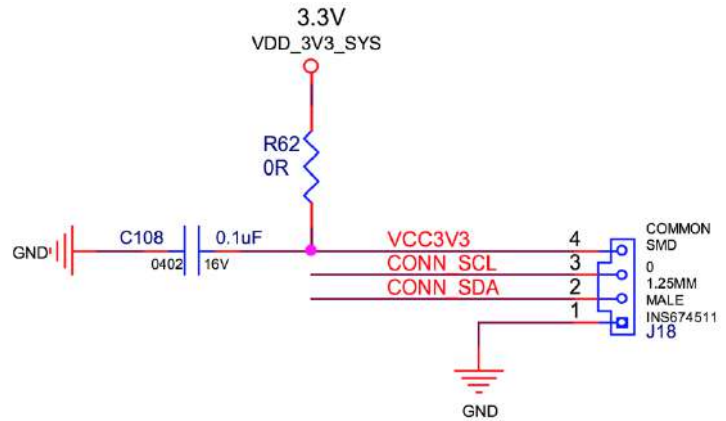 3.3V
VDD_3V3_SYS
R62
0R
C108
0.1uF
GND
0402
16V
VCC3V3
CONN_SCL
CONN_SDA
4
3
2
1
COMMON
SMD
0
1.25MM
MALE
INS674511
J18
GND